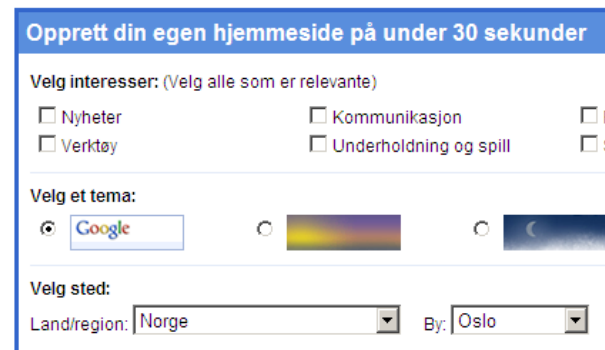 Opprett din egen hjemmeside på under 30 sekunder
Velg interesser: (Velg alle som er relevante)
Nyheter Kommunikasjon
Verktøy Underholdning og spill
Velg et tema:
Google
Velg sted:
Land/region: Norge By: Oslo